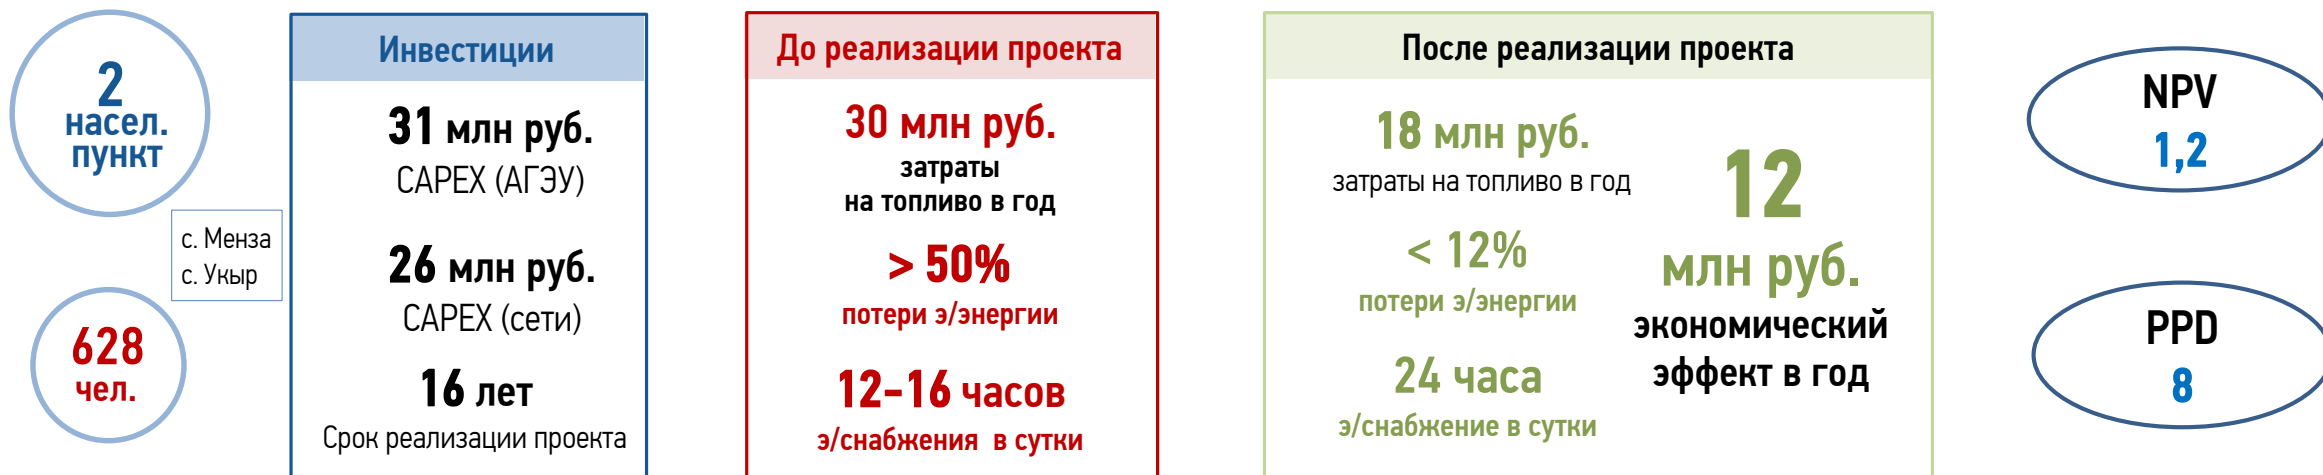 2
насел.
пункт
с. Менза
с. Укыр
628
чел.
Инвестиции
31 млн руб.
CAPEX (АГЭУ)
26 млн руб.
CAPEX (сети)
16 лет
Срок реализации проекта
До реализации проекта
30 млн руб.
затраты
на топливо в год
> 50%
потери э/энергии
12-16 часов
э/снабжения в сутки
После реализации проекта
18 млн руб.
затраты на топливо в год
< 12%
потери э/энергии
24 часа
э/снабжение в сутки
12
млн руб.
экономический
эффект в год
NPV
1,2
PPD
8